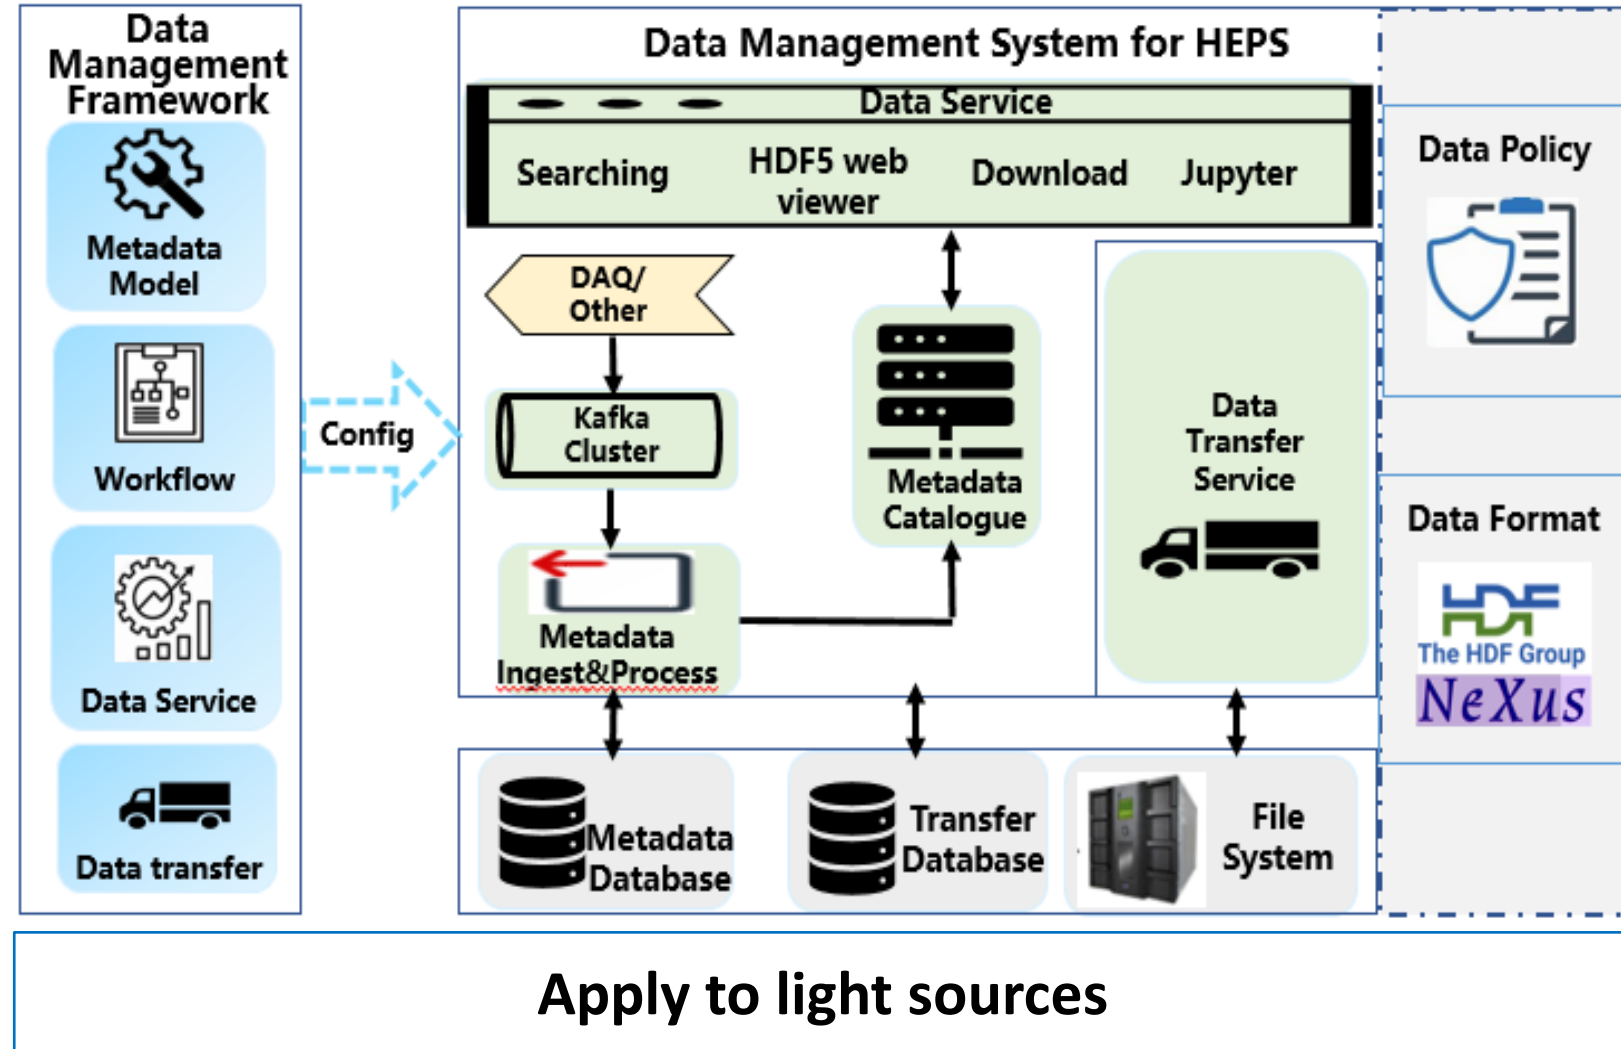 Data
Management
Framework
Metadata
Model
Workflow
Data Service
Data transfer
Config
Data Management System for HEPS
Data Service
Searching
HDF5 web
viewer
Download
Jupyter
DAQ/
Other
Kafka
Cluster
Metadata
Ingest&Process
Metadata
Catalogue
Data
Transfer
Service
Metadata
Database
Transfer
Database
File
System
Data Policy
Data Format
HDF
The HDF Group
NeXus
Apply to light sources